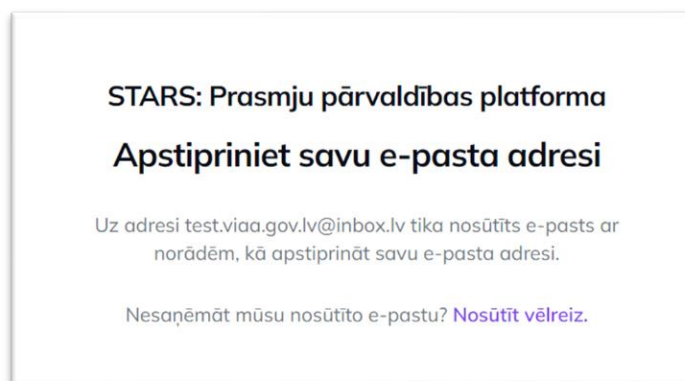 STARS: Prasmju pārvaldības platforma
Apstipriniet savu e-pasta adresi
Uz adresi test.viaa.gov.lv@inbox.lv tika nosūtīts e-pasts ar
norādēm, kā apstiprināt savu e-pasta adresi.
Nesaņēmāt mūsu nosūtīto e-pastu? Nosūtīt vēlreiz.